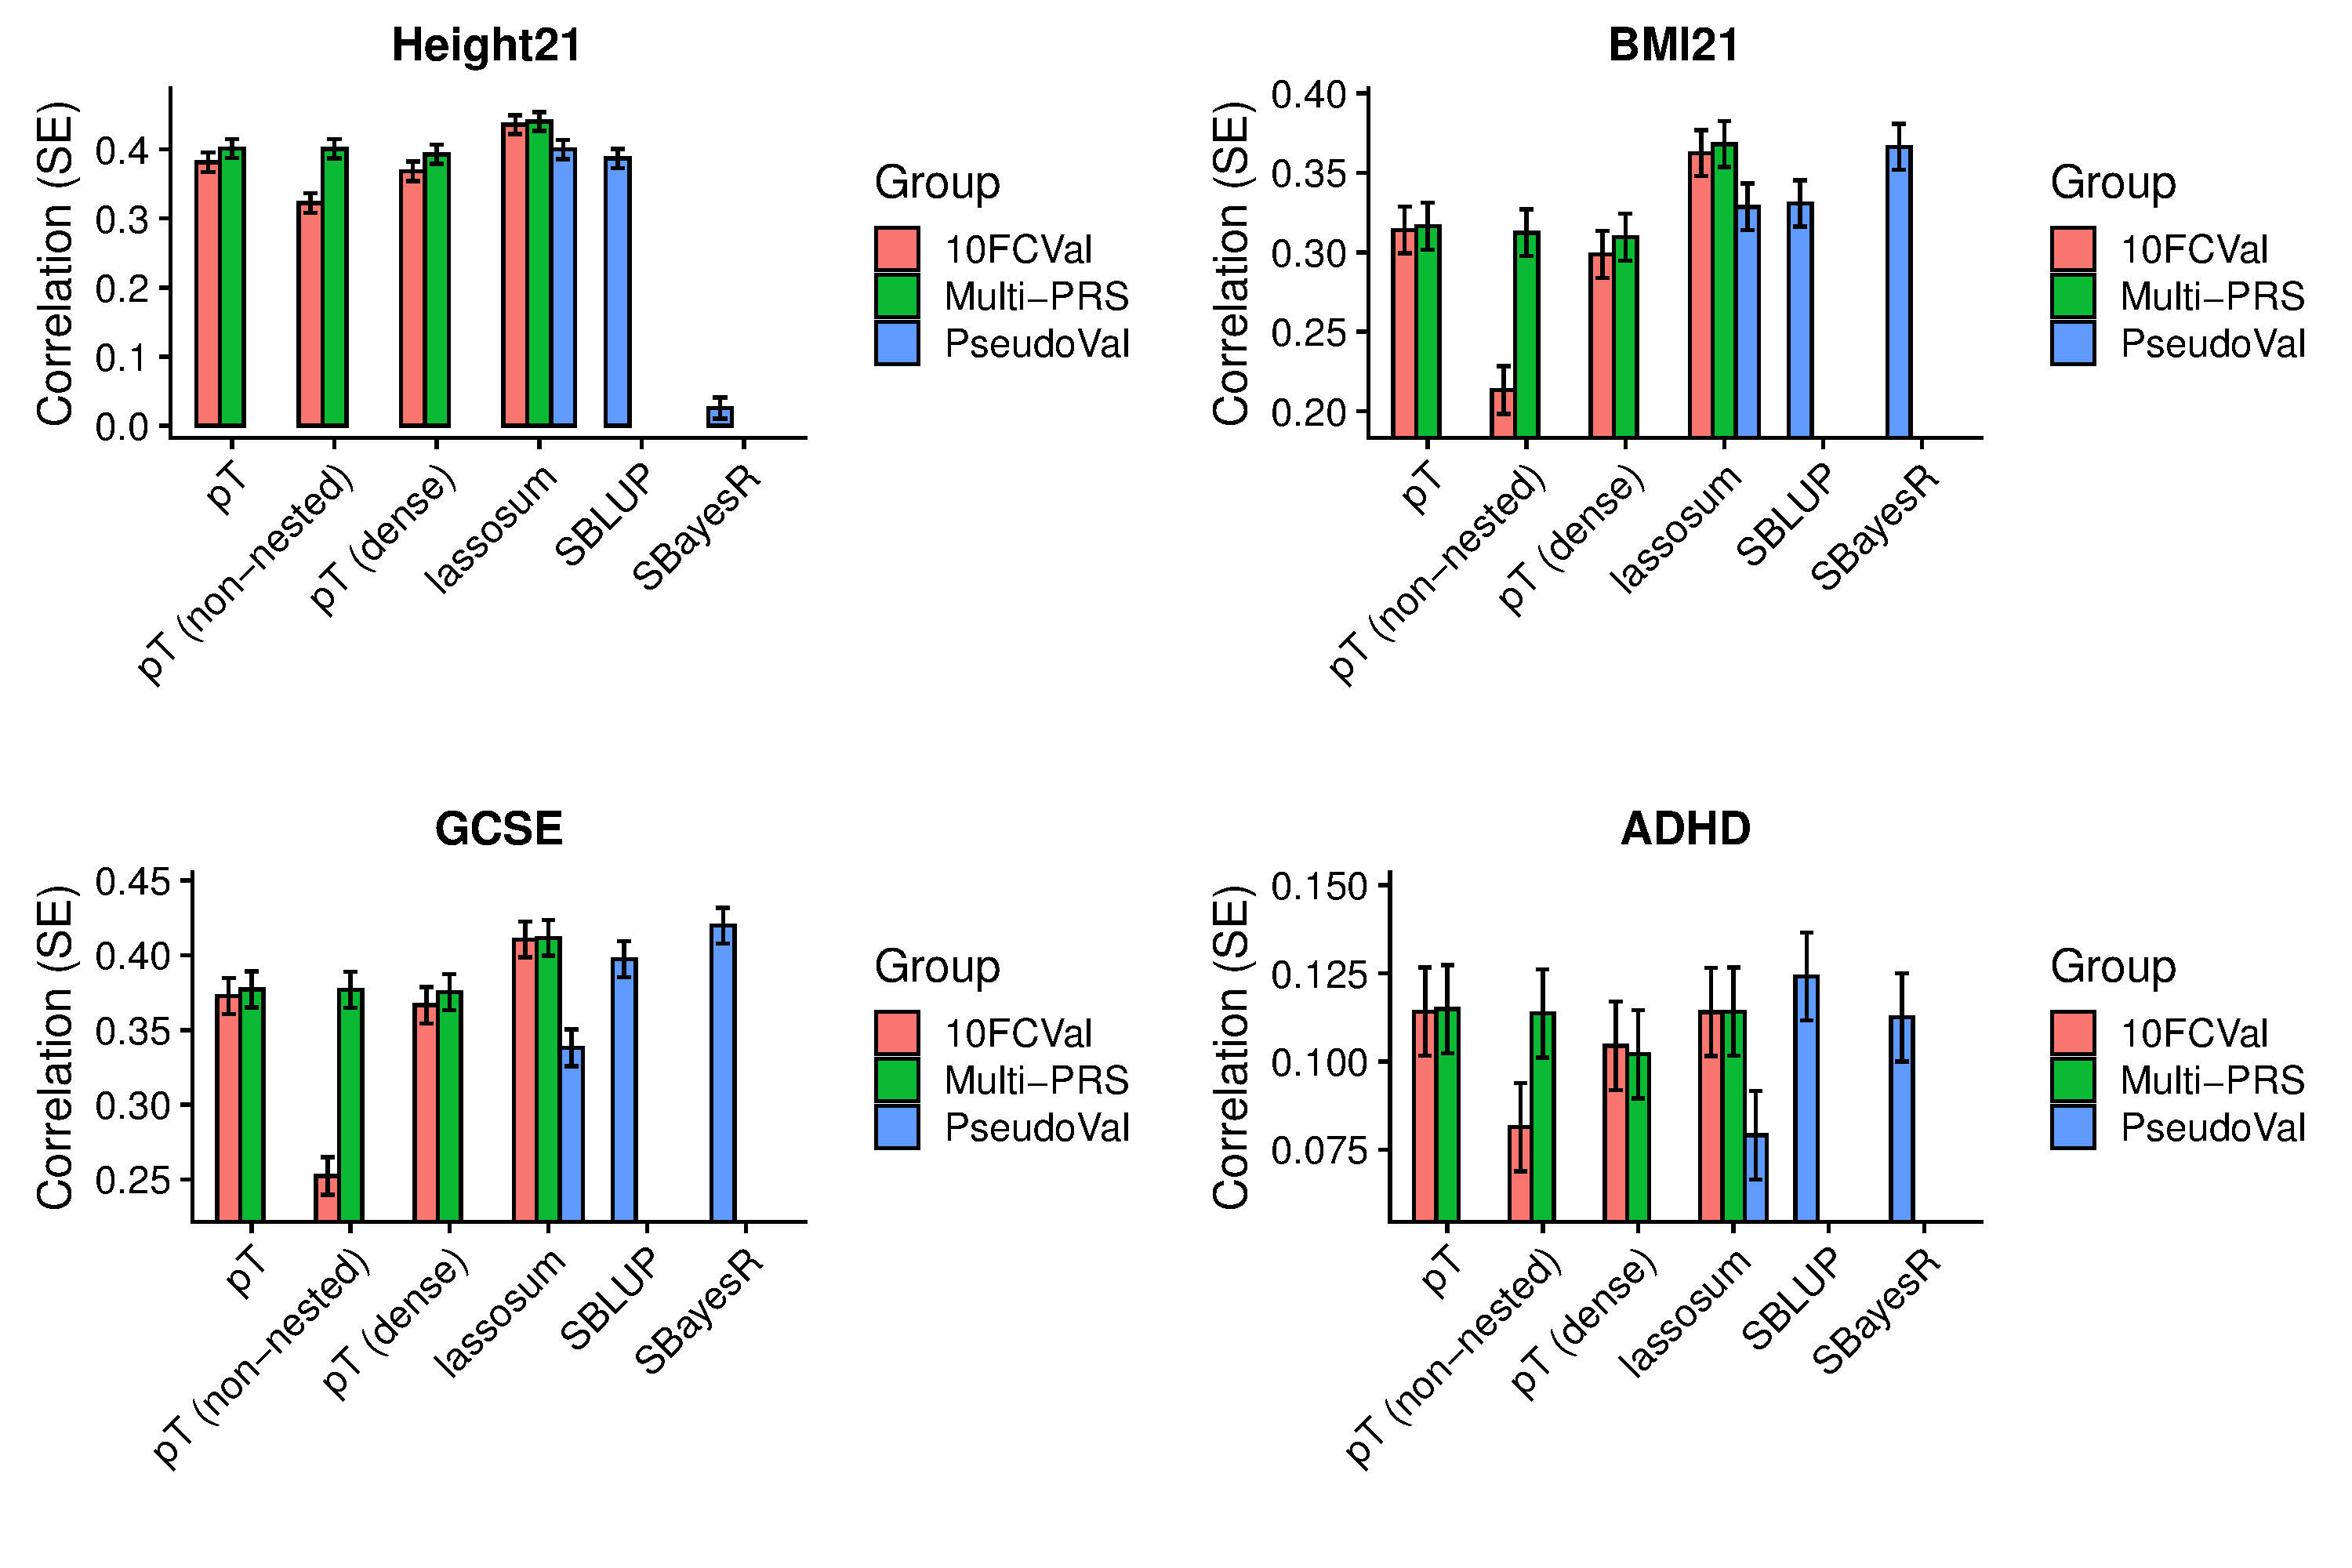 Height21
Correlation (SE)
0.4
0.3
0.2
0.1
0.0
pT
pT (non−nested)
pT (dense)
lassosum
SBLUP
SBayesR
Group
10FCVal
Multi−PRS
PseudoVal
BMI21
Correlation (SE)
0.40
0.35
0.30
0.25
0.20
pT
pT (non−nested)
pT (dense)
lassosum
SBLUP
SBayesR
Group
10FCVal
Multi−PRS
PseudoVal
GCSE
Correlation (SE)
0.45
0.40
0.35
0.30
0.25
pT
pT (non−nested)
pT (dense)
lassosum
SBLUP
SBayesR
Group
10FCVal
Multi−PRS
PseudoVal
ADHD
Correlation (SE)
0.150
0.125
0.100
0.075
pT
pT (non−nested)
pT (dense)
lassosum
SBLUP
SBayesR
Group
10FCVal
Multi−PRS
PseudoVal